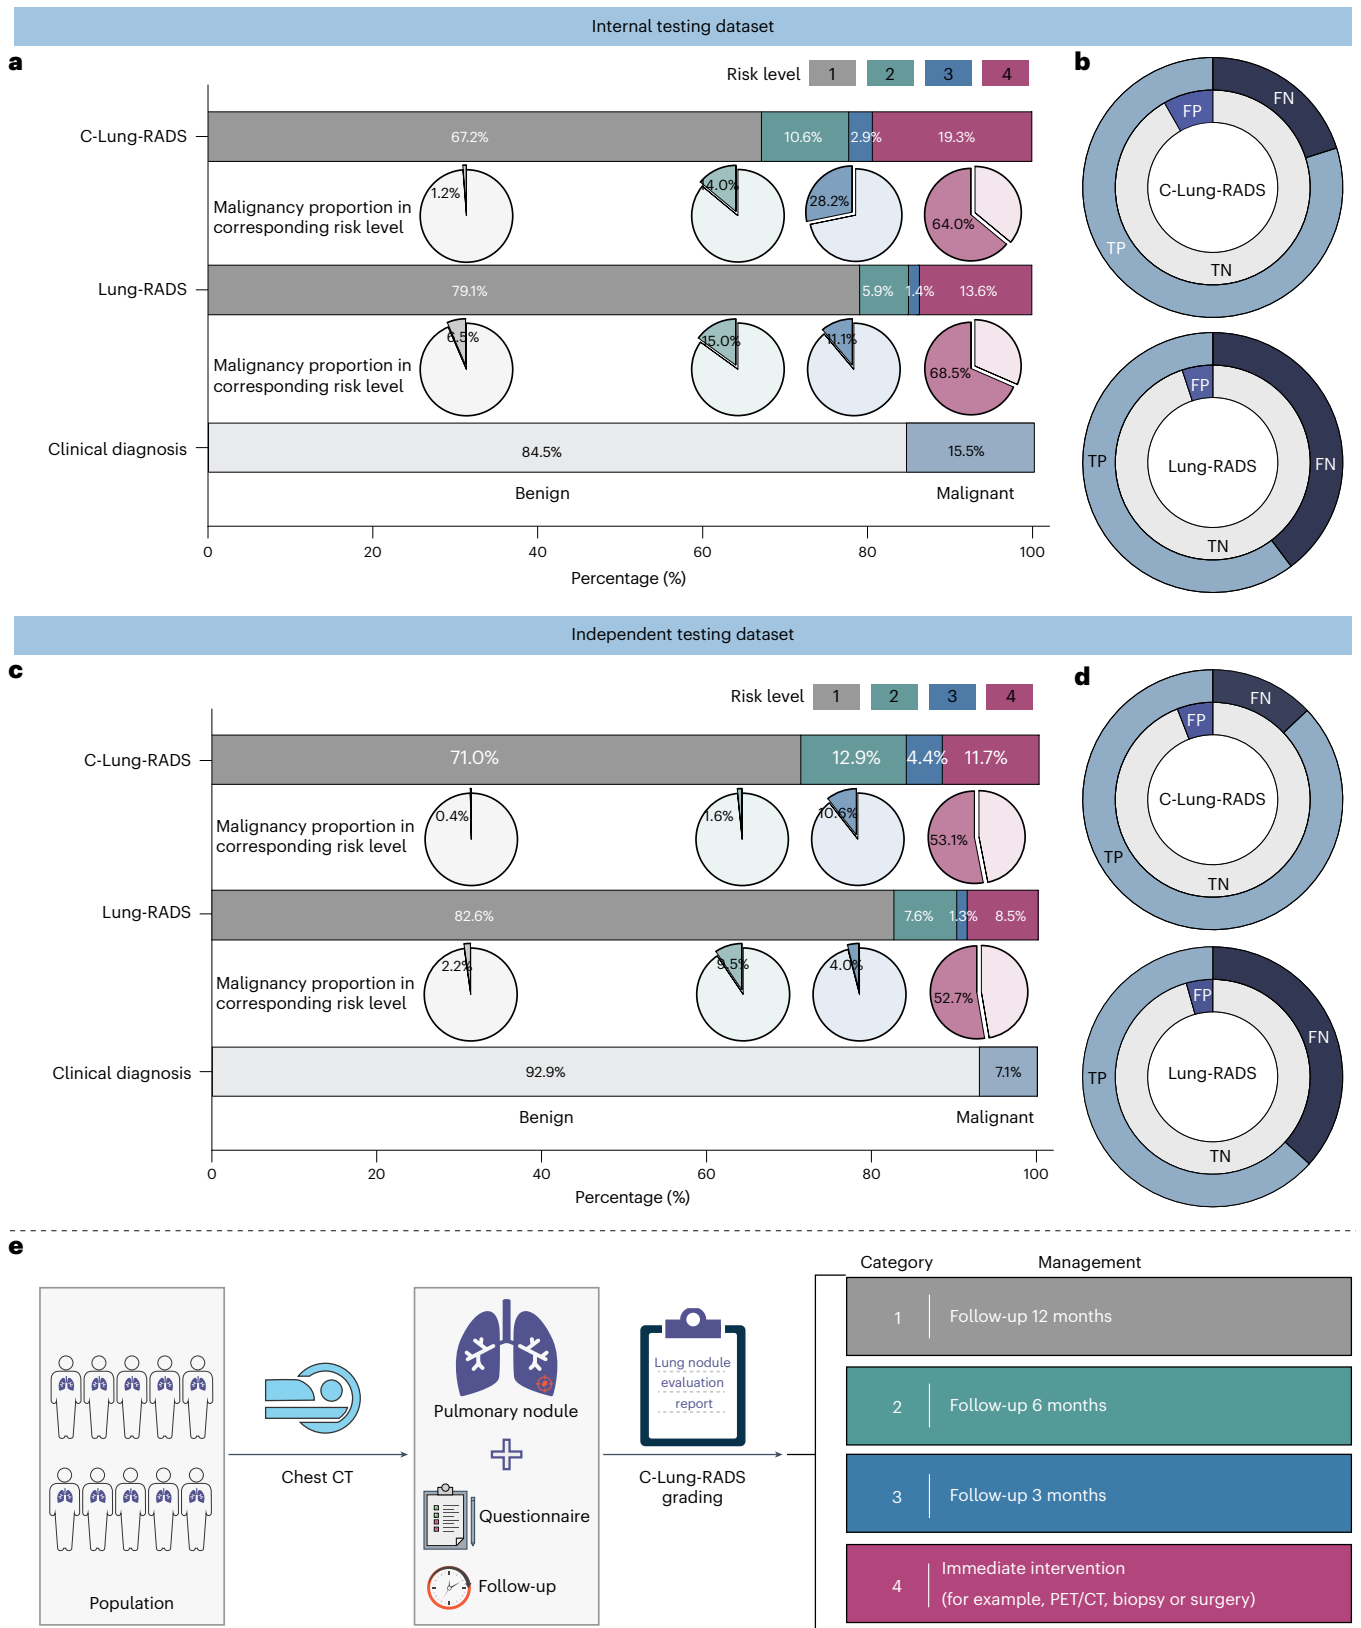 Internal testing dataset
a
Risk level 1 2 3 4
C-Lung-RADS 67.2% 10.6% 2.9% 19.3%
Malignancy proportion in
corresponding risk level
1.2% 14.0% 28.2% 64.0%
Lung-RADS 79.1% 5.9% 1.4% 13.6%
Malignancy proportion in
corresponding risk level
6.5% 15.0% 11.1% 68.5%
Clinical diagnosis 84.5% 15.5%
Benign Malignant
0 20 40 60 80 100
Percentage (%)
b
FN
FP
C-Lung-RADS
TP
TN
FP
TP Lung-RADS FN
TN
Independent testing dataset
c
Risk level 1 2 3 4
C-Lung-RADS 71.0% 12.9% 4.4% 11.7%
Malignancy proportion in
corresponding risk level
0.4% 1.6% 10.6% 53.1%
Lung-RADS 82.6% 7.6% 1.3% 8.5%
Malignancy proportion in
corresponding risk level
2.2% 9.5% 4.0% 52.7%
Clinical diagnosis 92.9% 7.1%
Benign Malignant
0 20 40 60 80 100
Percentage (%)
d
FN
FP
C-Lung-RADS
TP
TN
FP
FN
TP Lung-RADS
TN
e
Population
Chest CT
Pulmonary nodule
Questionnaire
Follow-up
Lung nodule
evaluation
report
C-Lung-RADS
grading
Category Management
1 Follow-up 12 months
2 Follow-up 6 months
3 Follow-up 3 months
4 Immediate intervention
(for example, PET/CT, biopsy or surgery)